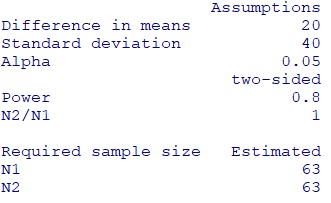 Assumptions
Difference in means 20
Standard deviation 40
Alpha 0.05
two-sided
Power 0.8
N2/N1 1
Required sample size Estimated
N1 63
N2 63